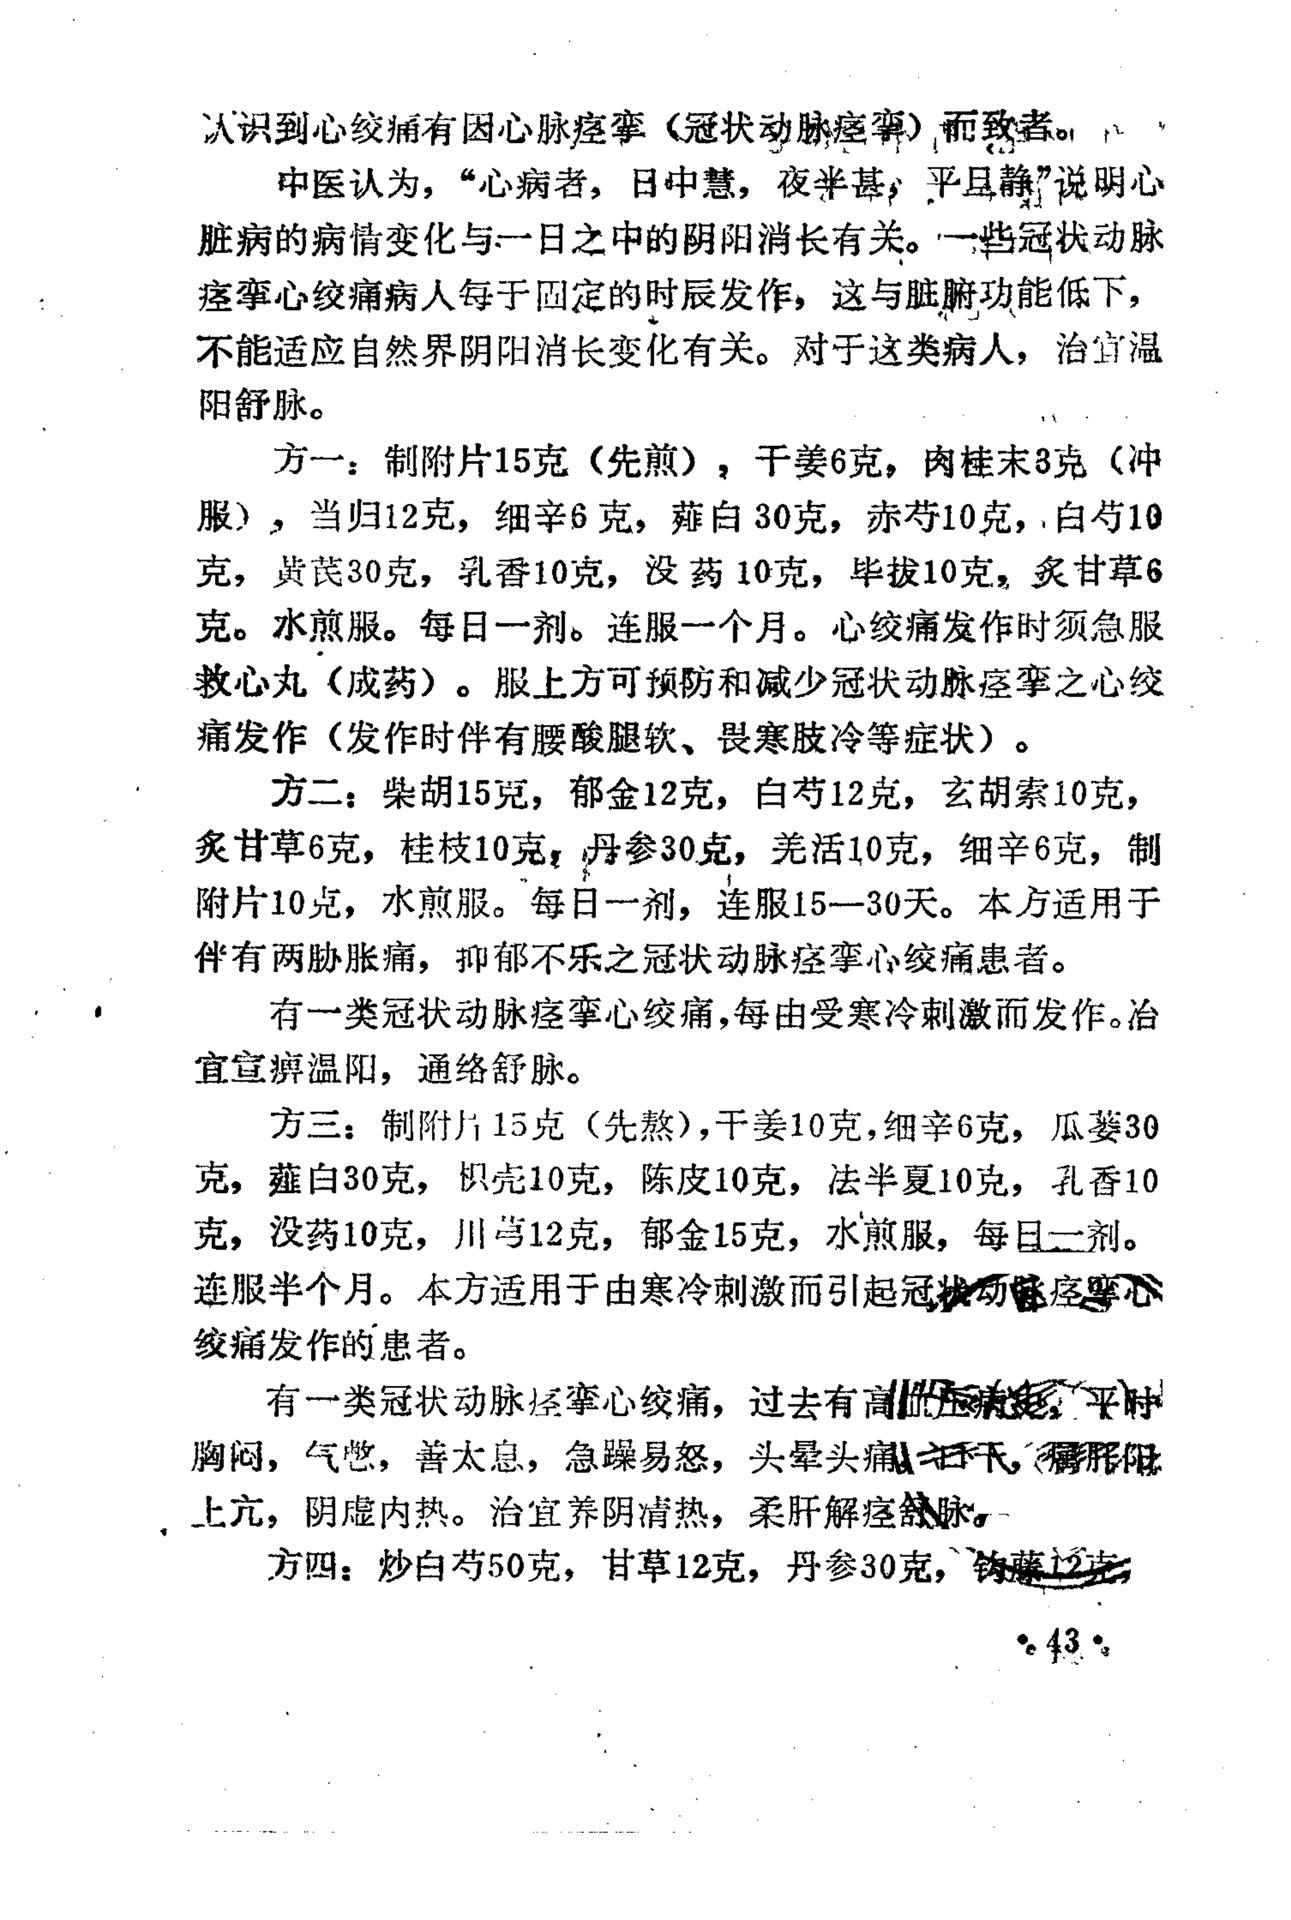 认识到心绞痛有因心脉痉挛（冠状动脉痉挛）而致者。
中医认为，“心病者，日中慧，夜半甚，平旦静”说明心
脏病的病情变化与一日之中的阴阳消长有关。一些冠状动脉
痉挛心绞痛病人每于固定的时辰发作，这与脏腑功能低下，
不能适应自然界阴阳消长变化有关。对于这类病人，治宜温
阳舒脉。
方一：制附片15克（先煎），干姜6克，肉桂末3克（冲
服），当归12克，细辛6克，薤白30克，赤芍10克，白芍10
克，黄芪30克，乳香10克，没药10克，毕拔10克，炙甘草6
克。水煎服。每日一剂。连服一个月。心绞痛发作时须急服
救心丸（成药）。服上方可预防和减少冠状动脉痉挛之心绞
痛发作（发作时伴有腰酸腿软、畏寒肢冷等症状）。
方二：柴胡15克，郁金12克，白芍12克，玄胡索10克，
炙甘草6克，桂枝10克，丹参30克，羌活10克，细辛6克，制
附片10克，水煎服。每日一剂，连服15—30天。本方适用于
伴有两胁胀痛，抑郁不乐之冠状动脉痉挛心绞痛患者。
有一类冠状动脉痉挛心绞痛，每由受寒冷刺激而发作。治
宜宣痹温阳，通络舒脉。
方三：制附片15克（先熬），干姜10克，细辛6克，瓜蒌30
克，薤白30克，枳壳10克，陈皮10克，法半夏10克，乳香10
克，没药10克，川芎12克，郁金15克，水煎服，每日一剂。
连服半个月。本方适用于由寒冷刺激而引起冠状动脉痉挛心
绞痛发作的患者。
有一类冠状动脉痉挛心绞痛，过去有高血压病史，平时
胸闷，气憋，善太息，急躁易怒，头晕头痛，口干，属肝阳
上亢，阴虚内热。治宜养阴清热，柔肝解痉舒脉。
方四：炒白芍50克，甘草12克，丹参30克，钩藤12克，
43